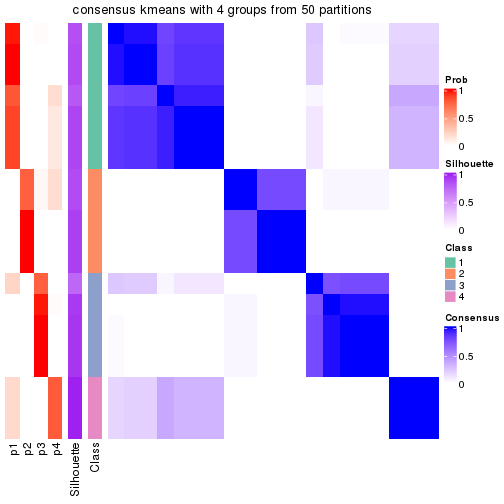 consensus kmeans with 4 groups from 50 partitions
Prob
1
0.5
0
Silhouette
1
0.5
0
Class
1
2
3
4
Consensus
1
0.5
0
p1
p2
p3
p4
Silhouette
Class